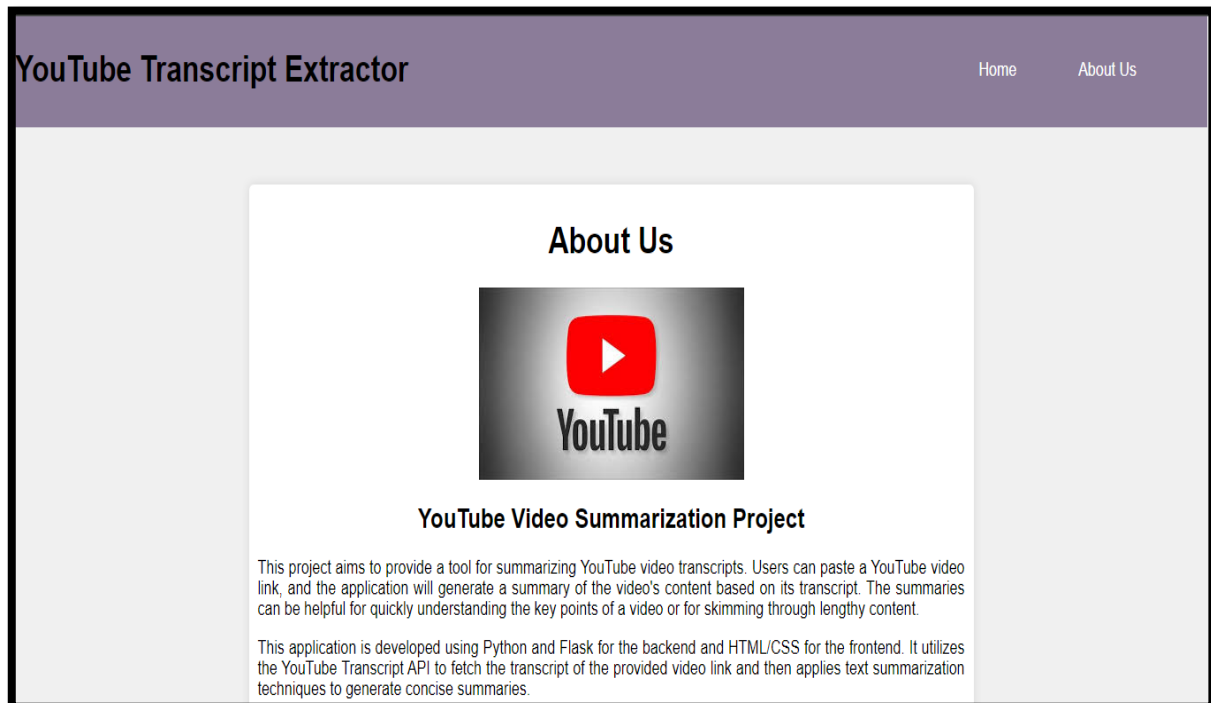 YouTube Transcript Extractor
Home
About Us
About Us
YouTube
YouTube Video Summarization Project
This project aims to provide a tool for summarizing YouTube video transcripts. Users can paste a YouTube video
link, and the application will generate a summary of the video's content based on its transcript. The summaries
can be helpful for quickly understanding the key points of a video or for skimming through lengthy content.
This application is developed using Python and Flask for the backend and HTML/CSS for the frontend. It utilizes
the YouTube Transcript API to fetch the transcript of the provided video link and then applies text summarization
techniques to generate concise summaries.